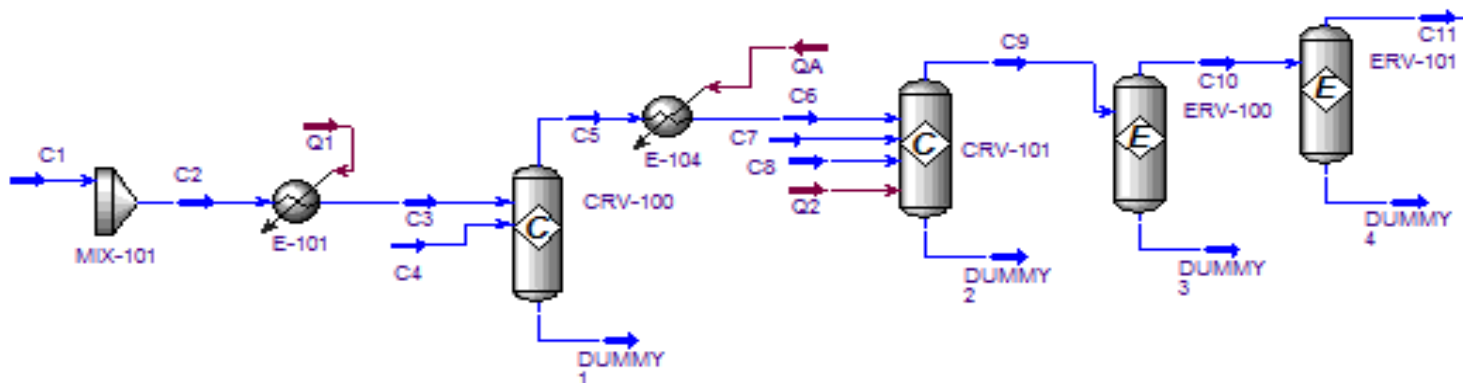 C11
ERV-101
C9
C10
ERV-100
E
QA
C6
C5
C7
E-104
C8
C
CRV-101
E
Q1
C1
C2
Q2
C3
CRV-100
C
MIX-101
E-101
C4
DUMMY
4
DUMMY
2
DUMMY
3
DUMMY
1